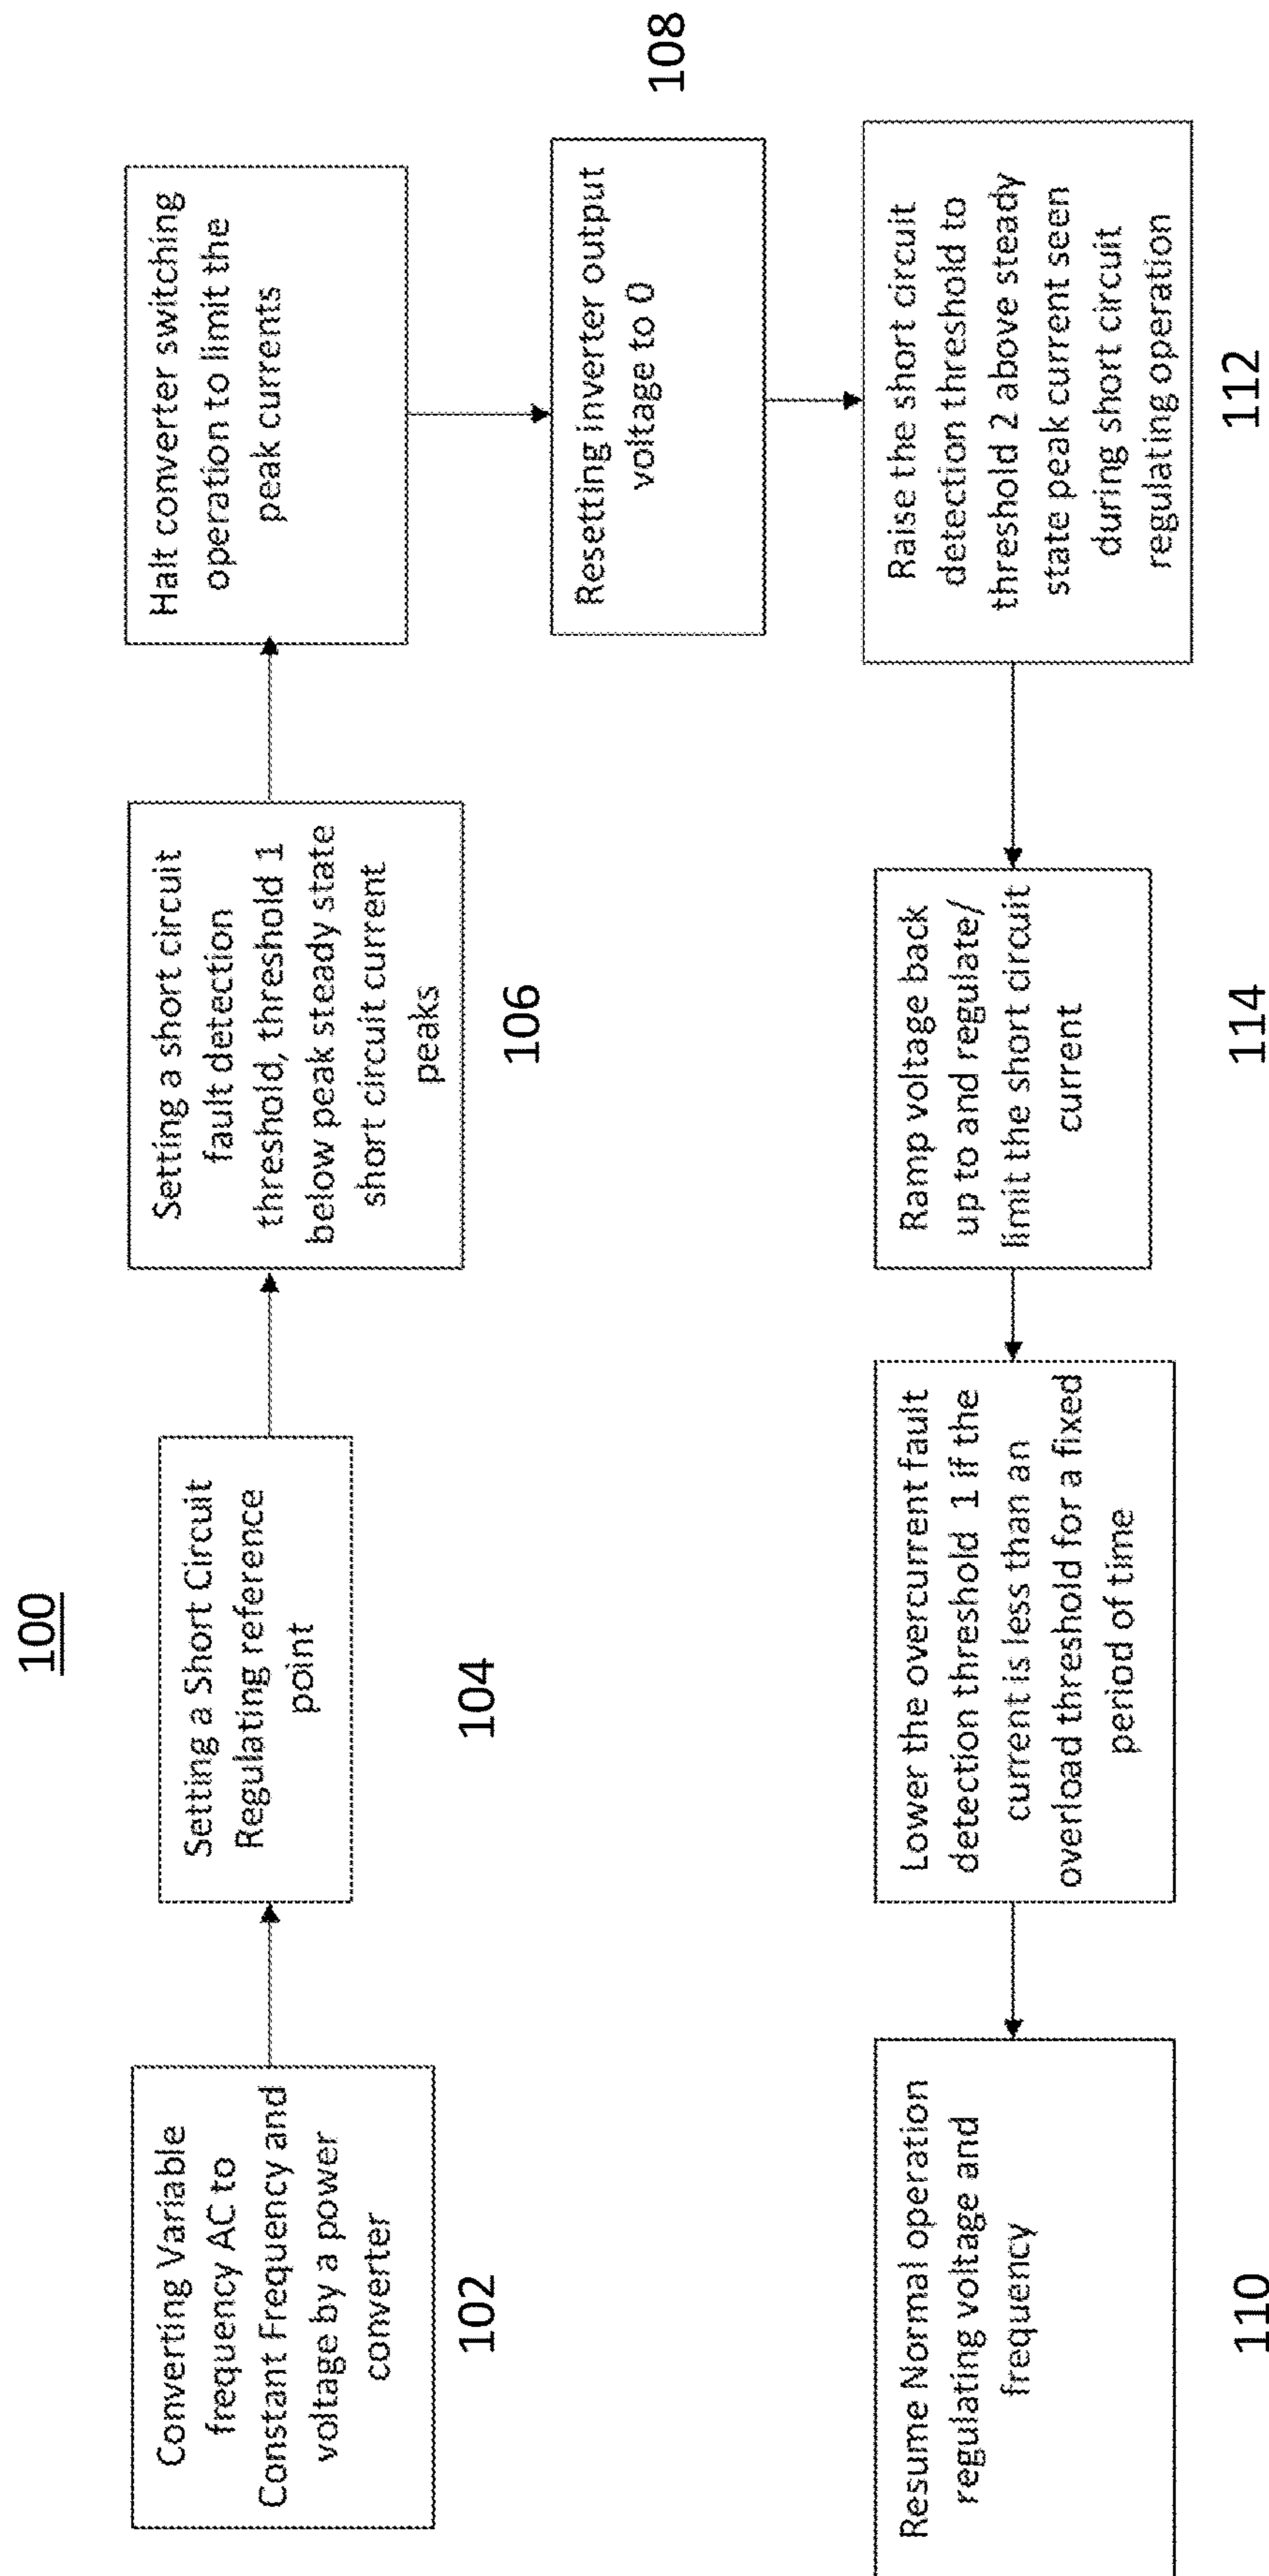 100
Converting Variable
frequency AC to
Constant Frequency and
voltage by a power
converter
102
Setting a Short Circuit
Regulating reference
point
104
Setting a short circuit
fault detection
threshold, threshold 1
below peak steady state
short circuit current
peaks
106
Halt converter switching
operation to limit the
peak currents
Resetting inverter output
voltage to 0
108
Raise the short circuit
detection threshold to
threshold 2 above steady
state peak current seen
during short circuit
regulating operation
112
Ramp voltage back
up to and regulate/
limit the short circuit
current
114
Lower the overcurrent fault
detection threshold 1 if the
current is less than an
overload threshold for a fixed
period of time
Resume Normal operation
regulating voltage and
frequency
110